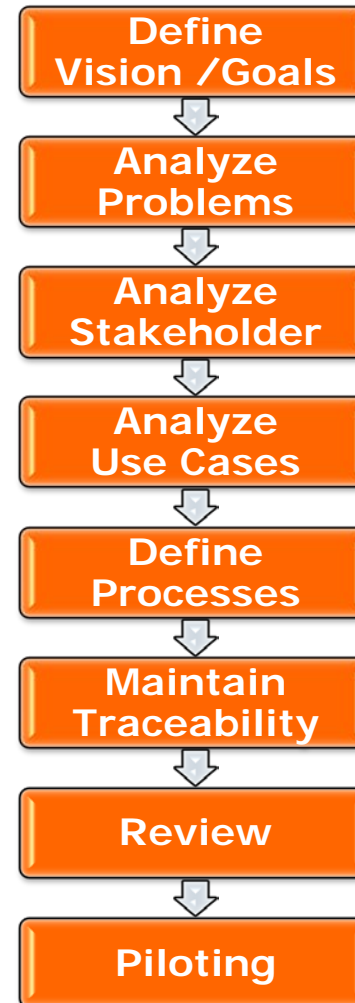 Define
Vision /Goals
Analyze
Problems
Analyze
Stakeholder
Analyze
Use Cases
Define
Processes
Maintain
Traceability
Review
Piloting